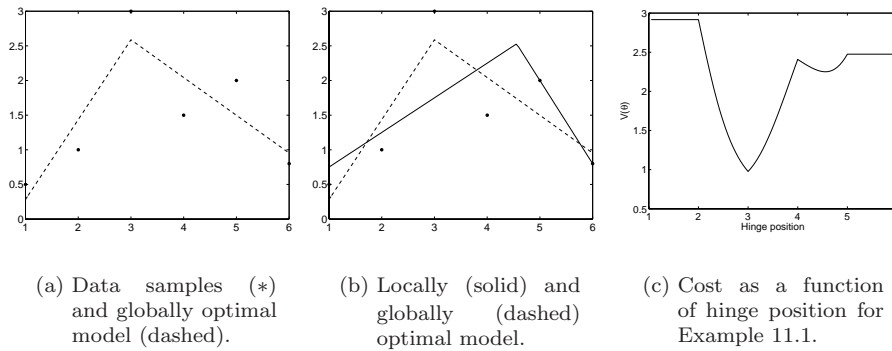 3
2.5
2
1.5
1
0.5
0
1 2 3 4 5 6
3
2.5
2
1.5
1
0.5
0
1 2 3 4 5 6
3.5
3
2.5
2
1.5
1
0.5
V(θ)
1 2 3 4 5
Hinge position
(a) Data samples (∗)
and globally optimal
model (dashed).
(b) Locally (solid) and
globally (dashed)
optimal model.
(c) Cost as a function
of hinge position for
Example 11.1.